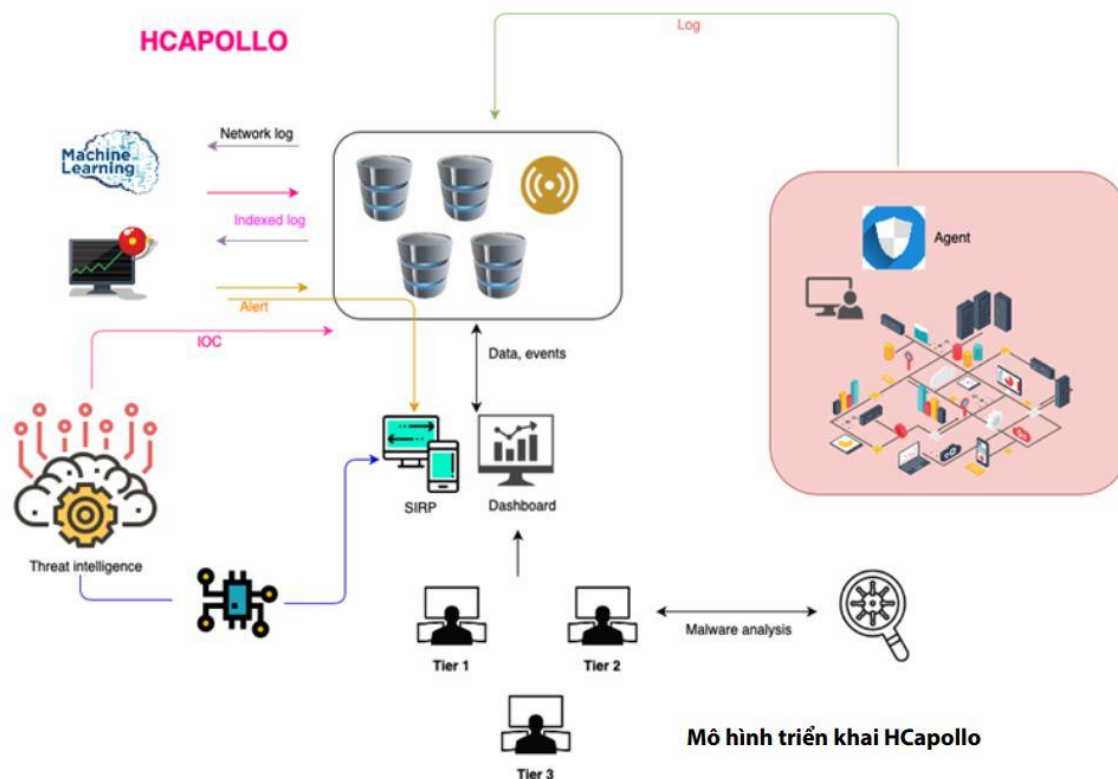 HCAPOLLO
Log
Network log
Machine
Learning
Indexed log
Agent
Alert
IOC
Data, events
SIRP
Dashboard
Threat intelligence
Malware analysis
Tier 1
Tier 2
Tier 3
Mô hình triển khai HCapollo